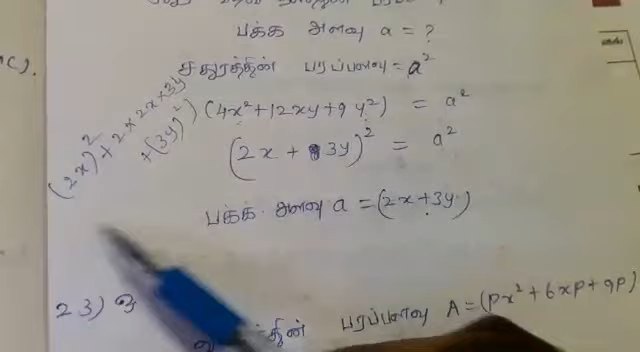 பக்க அளவு a = ?
சதுரத்தின் பரப்பளவு = a²
(4x²+12xy+9y²) = a²
(2x + 3y)² = a²
(2x)² + 2×2x×3y
+(3y)²)
பக்க அளவு a = (2x+3y)
23)
பரப்பளவு A = (px²+6xp+9p)